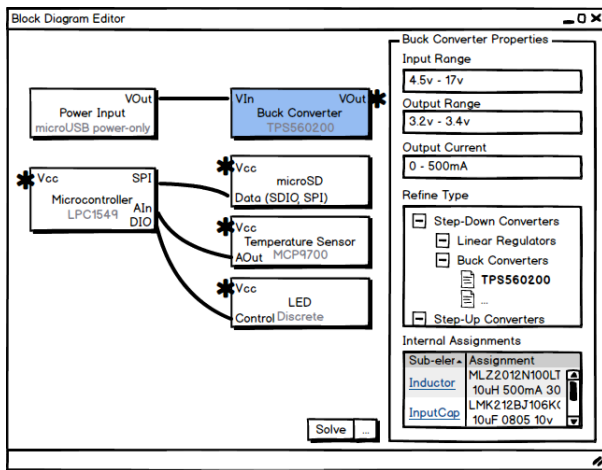 Block Diagram Editor
VOut
Power Input
microUSB power-only
VIn VOut
Buck Converter
TPS560200
Vcc SPI
Microcontroller
LPC1549
AIn
DIO
Vcc
microSD
Data (SDIO, SPI)
Vcc
Temperature Sensor
AOut MCP9700
Vcc
LED
Control Discrete
Solve ...
Buck Converter Properties
Input Range
4.5v - 17v
Output Range
3.2v - 3.4v
Output Current
0 - 500mA
Refine Type
Step-Down Converters
Linear Regulators
Buck Converters
TPS560200
...
Step-Up Converters
Internal Assignments
Sub-eler Assignment
Inductor
MLZ2012N100LT
10uH 500mA 30
InputCap
LMK212BJ106K(
10uF 0805 10v